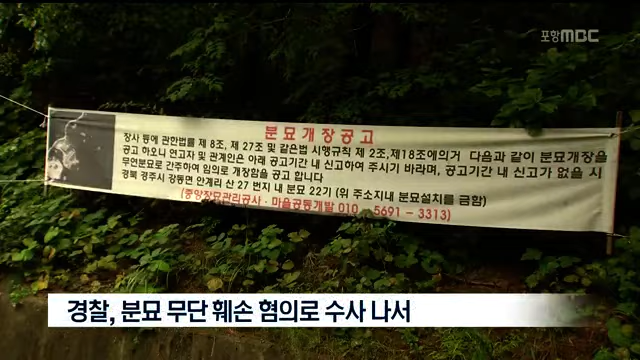 포항MBC
분묘개장공고
장사 등에 관한법률 제 8조, 제 27조 및 같은법 시행규칙 제 2조,제18조에의거 다음과 같이 분묘개장을
공고 하오니 연고자 및 관계인은 아래 공고기간 내 신고하여 주시기 바라며, 공고기간 내 신고가 없을 시
무연분묘로 간주하여 임의로 개장함을 공고 합니다
경북 경주시 강동면 안계리 산 27 번지 내 분묘 22기 (위 주소지내 분묘설치를 금함)
(중앙장묘관리공사 · 마을공동개발 010 - 5691 - 3313)
경찰, 분묘 무단 훼손 혐의로 수사 나서